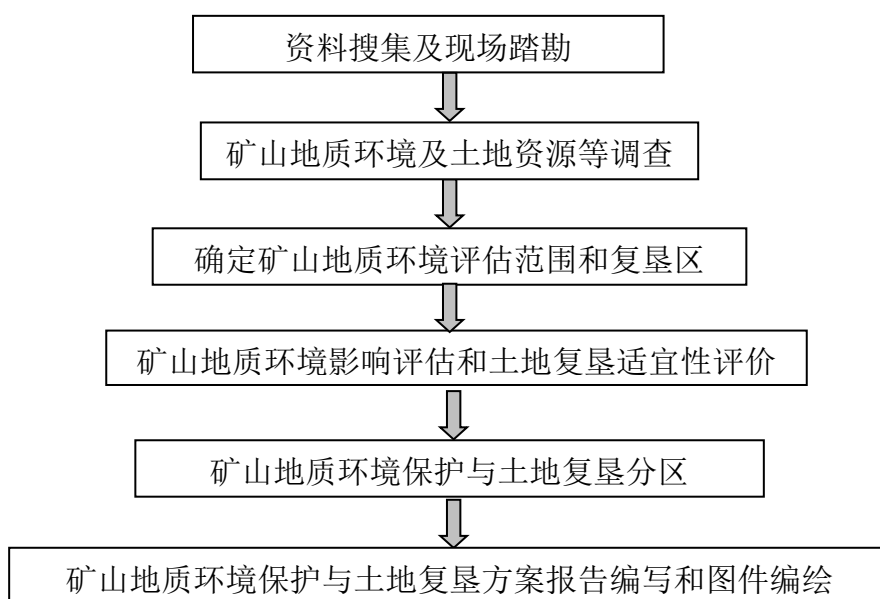 资料搜集及现场踏勘
矿山地质环境及土地资源等调查
确定矿山地质环境评估范围和复垦区
矿山地质环境影响评估和土地复垦适宜性评价
矿山地质环境保护与土地复垦分区
矿山地质环境保护与土地复垦方案报告编写和图件编绘